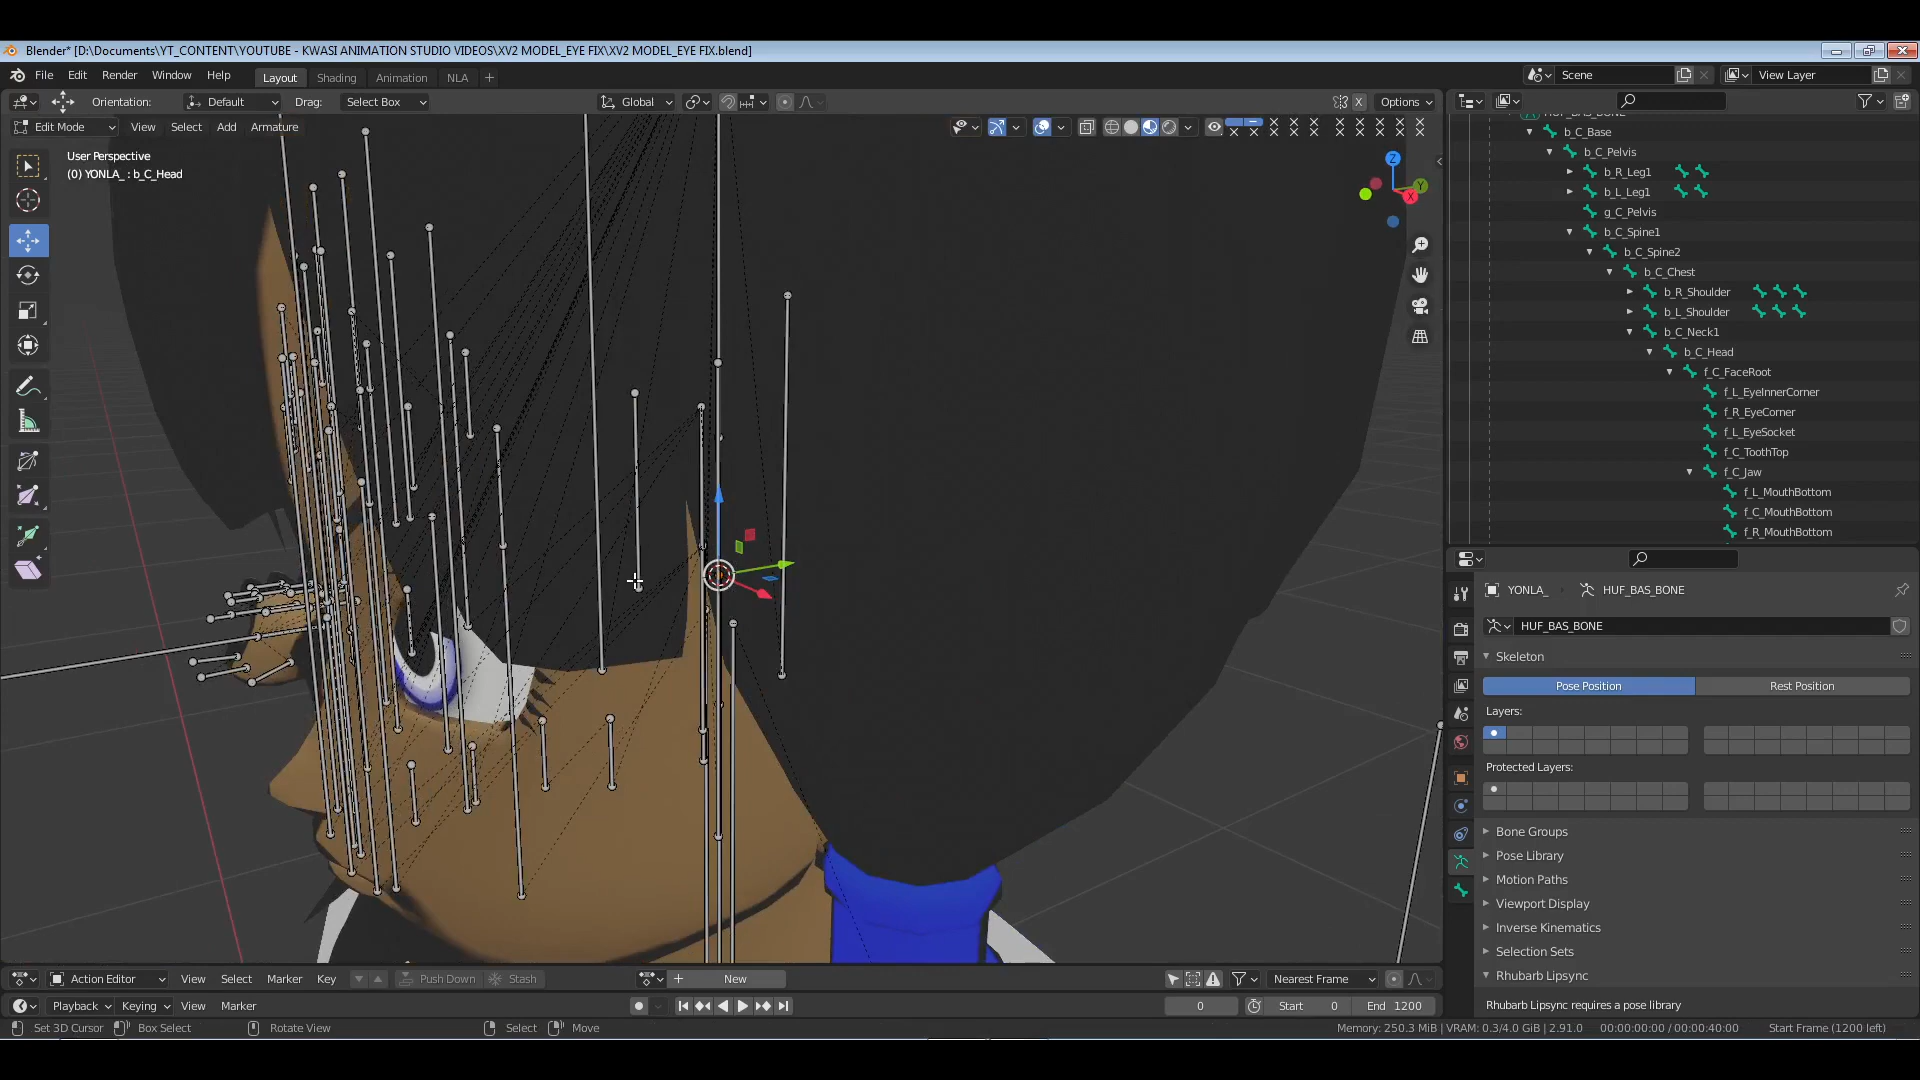 Blender* [D:\Documents\YT_CONTENT\YOUTUBE - KWASI ANIMATION STUDIO VIDEOS\XV2 MODEL_EYE FIX\XV2 MODEL_EYE FIX.blend]
File Edit Render Window Help Layout Shading Animation NLA + Scene View Layer
Orientation: Default Drag: Select Box Global X Options
Edit Mode View Select Add Armature
User Perspective
(0) YONLA_ : b_C_Head
Z
Y
X
b_C_Base
b_C_Pelvis
b_R_Leg1
b_L_Leg1
g_C_Pelvis
b_C_Spine1
b_C_Spine2
b_C_Chest
b_R_Shoulder
b_L_Shoulder
b_C_Neck1
b_C_Head
f_C_FaceRoot
f_L_EyeInnerCorner
f_R_EyeCorner
f_L_EyeSocket
f_C_ToothTop
f_C_Jaw
f_L_MouthBottom
f_C_MouthBottom
f_R_MouthBottom
YONLA_ HUF_BAS_BONE
HUF_BAS_BONE
Skeleton
Pose Position Rest Position
Layers:
Protected Layers:
Bone Groups
Pose Library
Motion Paths
Viewport Display
Inverse Kinematics
Selection Sets
Rhubarb Lipsync
Rhubarb Lipsync requires a pose library
Action Editor View Select Marker Key Push Down Stash + New Nearest Frame
Playback Keying View Marker 0 Start 0 End 1200
Set 3D Cursor Box Select Rotate View Select Move Memory: 250.3 MiB | VRAM: 0.3/4.0 GiB | 2.91.0 00:00:00:00 / 00:00:40:00 Start Frame (1200 left)